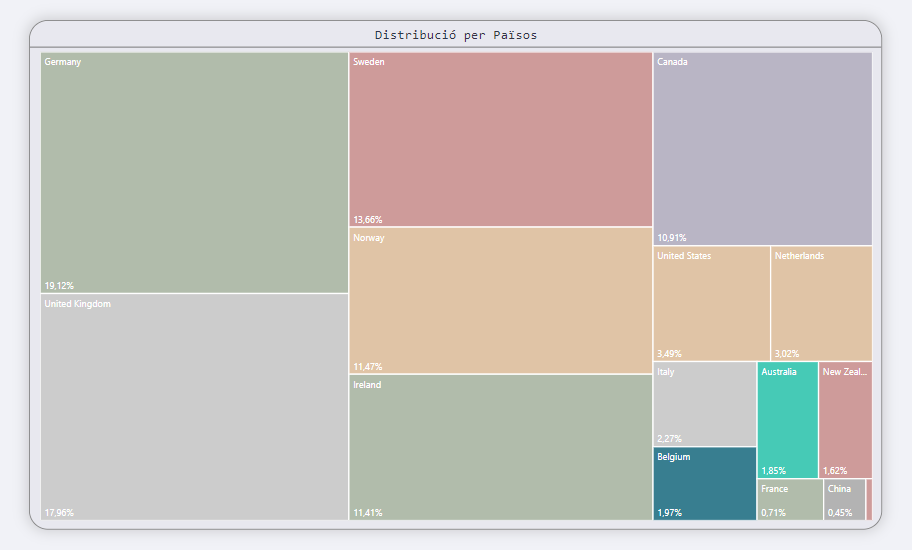 Distribució per Països
Germany
19,12%
United Kingdom
17,96%
Sweden
13,66%
Norway
11,47%
Ireland
11,41%
Canada
10,91%
United States
3,49%
Netherlands
3,02%
Italy
2,27%
Belgium
1,97%
Australia
1,85%
New Zeal...
1,62%
France
0,71%
China
0,45%